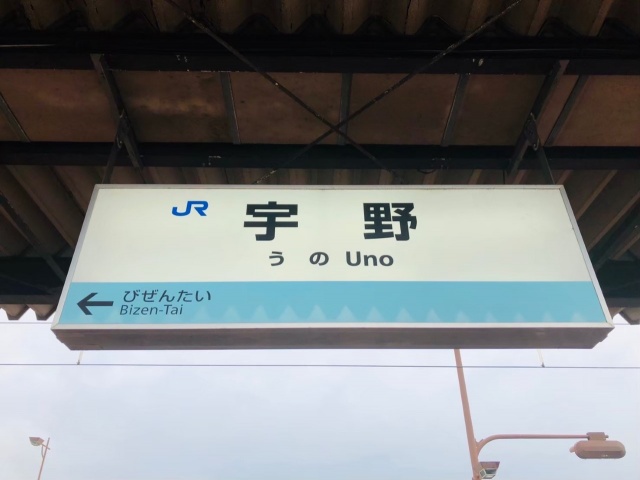 JR 宇野
うの Uno
← びぜんたい
Bizen-Tai